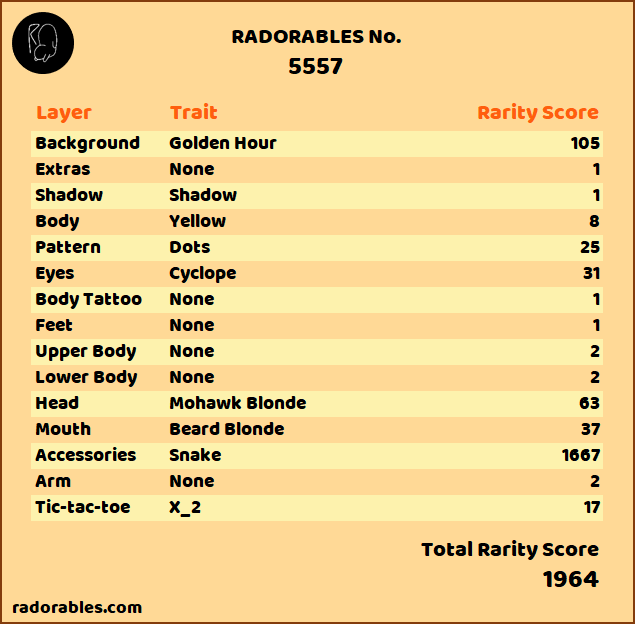 RADORABLES No.
5557
Layer Trait Rarity Score
Background Golden Hour 105
Extras None 1
Shadow Shadow 1
Body Yellow 8
Pattern Dots 25
Eyes Cyclope 31
Body Tattoo None 1
Feet None 1
Upper Body None 2
Lower Body None 2
Head Mohawk Blonde 63
Mouth Beard Blonde 37
Accessories Snake 1667
Arm None 2
Tic-tac-toe X_2 17
Total Rarity Score
1964
radorables.com